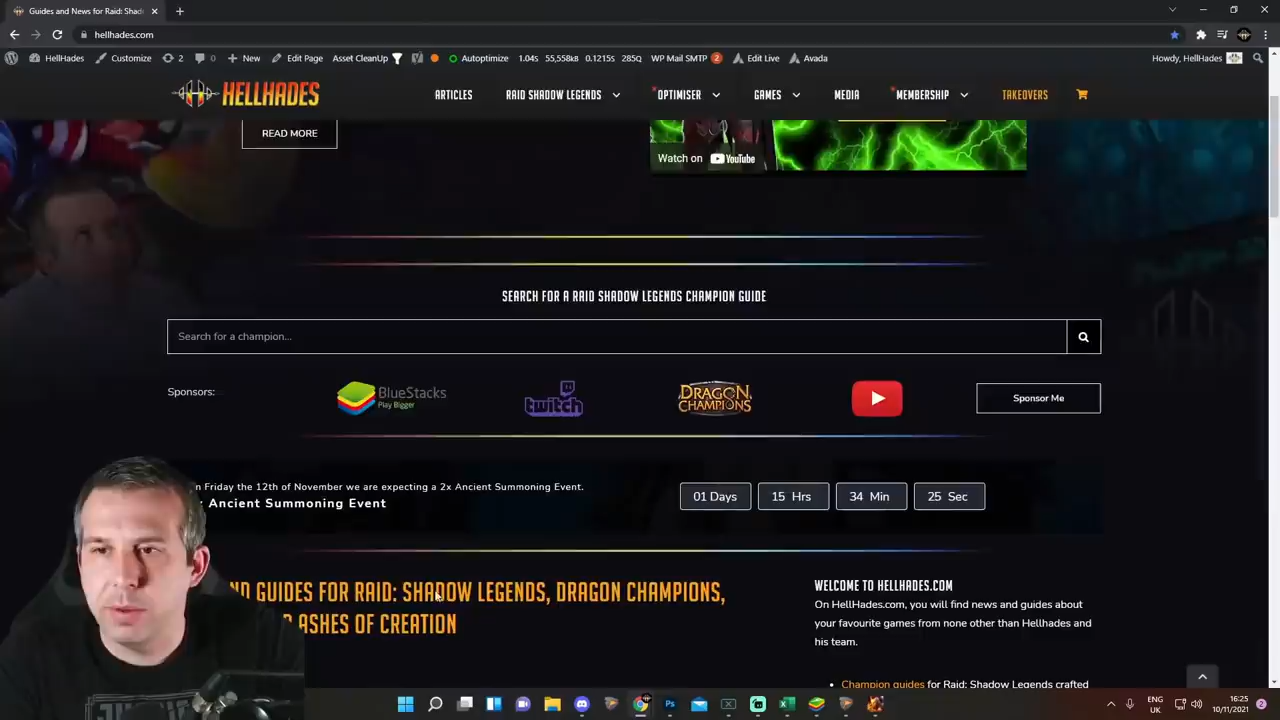 Guides and News for Raid: Shad
hellhades.com
HellHades
2
0
New
Customize
Edit Page
Asset CleanUp
Autoptimize
55,558kb
0.1215s
285Q
WP Mail SMTP 2
Edit Live
Avada
Howdy, HellHades
HELLHADES
ARTICLES
RAID SHADOW LEGENDS
OPTIMISER
GAMES
MEDIA
MEMBERSHIP
TAKEOVERS
READ MORE
Watch on YouTube
SEARCH FOR A RAID SHADOW LEGENDS CHAMPION GUIDE
Search for a champion...
Sponsors:
BlueStacks
Play Bigger
twitch
DRAGON
CHAMPIONS
Sponsor Me
n Friday the 12th of November we are expecting a 2x Ancient Summoning Event.
Ancient Summoning Event
01 Days
15 Hrs
34 Min
25 Sec
ND GUIDES FOR RAID: SHADOW LEGENDS, DRAGON CHAMPIONS,
ASHES OF CREATION
WELCOME TO HELLHADES.COM
On HellHades.com, you will find news and guides about
your favourite games from none other than Hellhades and
his team.
Champion guides for Raid: Shadow Legends crafted
ENG
UK
16:25
10/11/2021
2